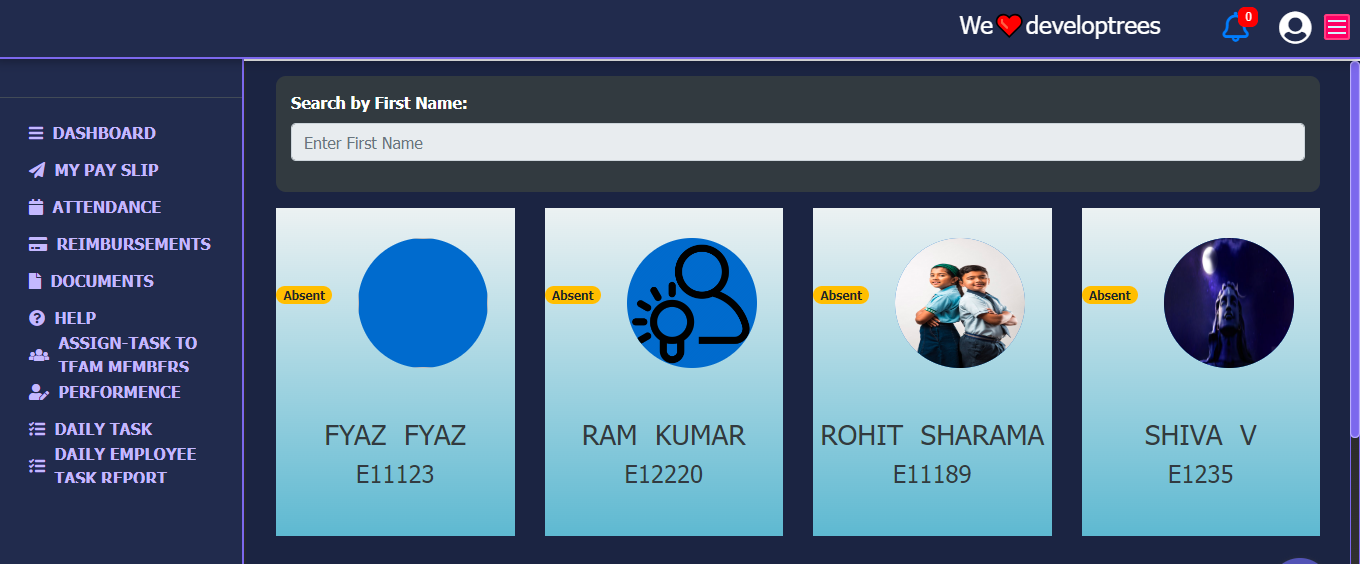 We ❤ developtrees
0
DASHBOARD
MY PAY SLIP
ATTENDANCE
REIMBURSEMENTS
DOCUMENTS
HELP
ASSIGN-TASK TO
TEAM MEMBERS
PERFORMENCE
DAILY TASK
DAILY EMPLOYEE
TASK REPORT
Search by First Name:
Enter First Name
Absent
FYAZ FYAZ
E11123
Absent
RAM KUMAR
E12220
Absent
ROHIT SHARAMA
E11189
Absent
SHIVA V
E1235